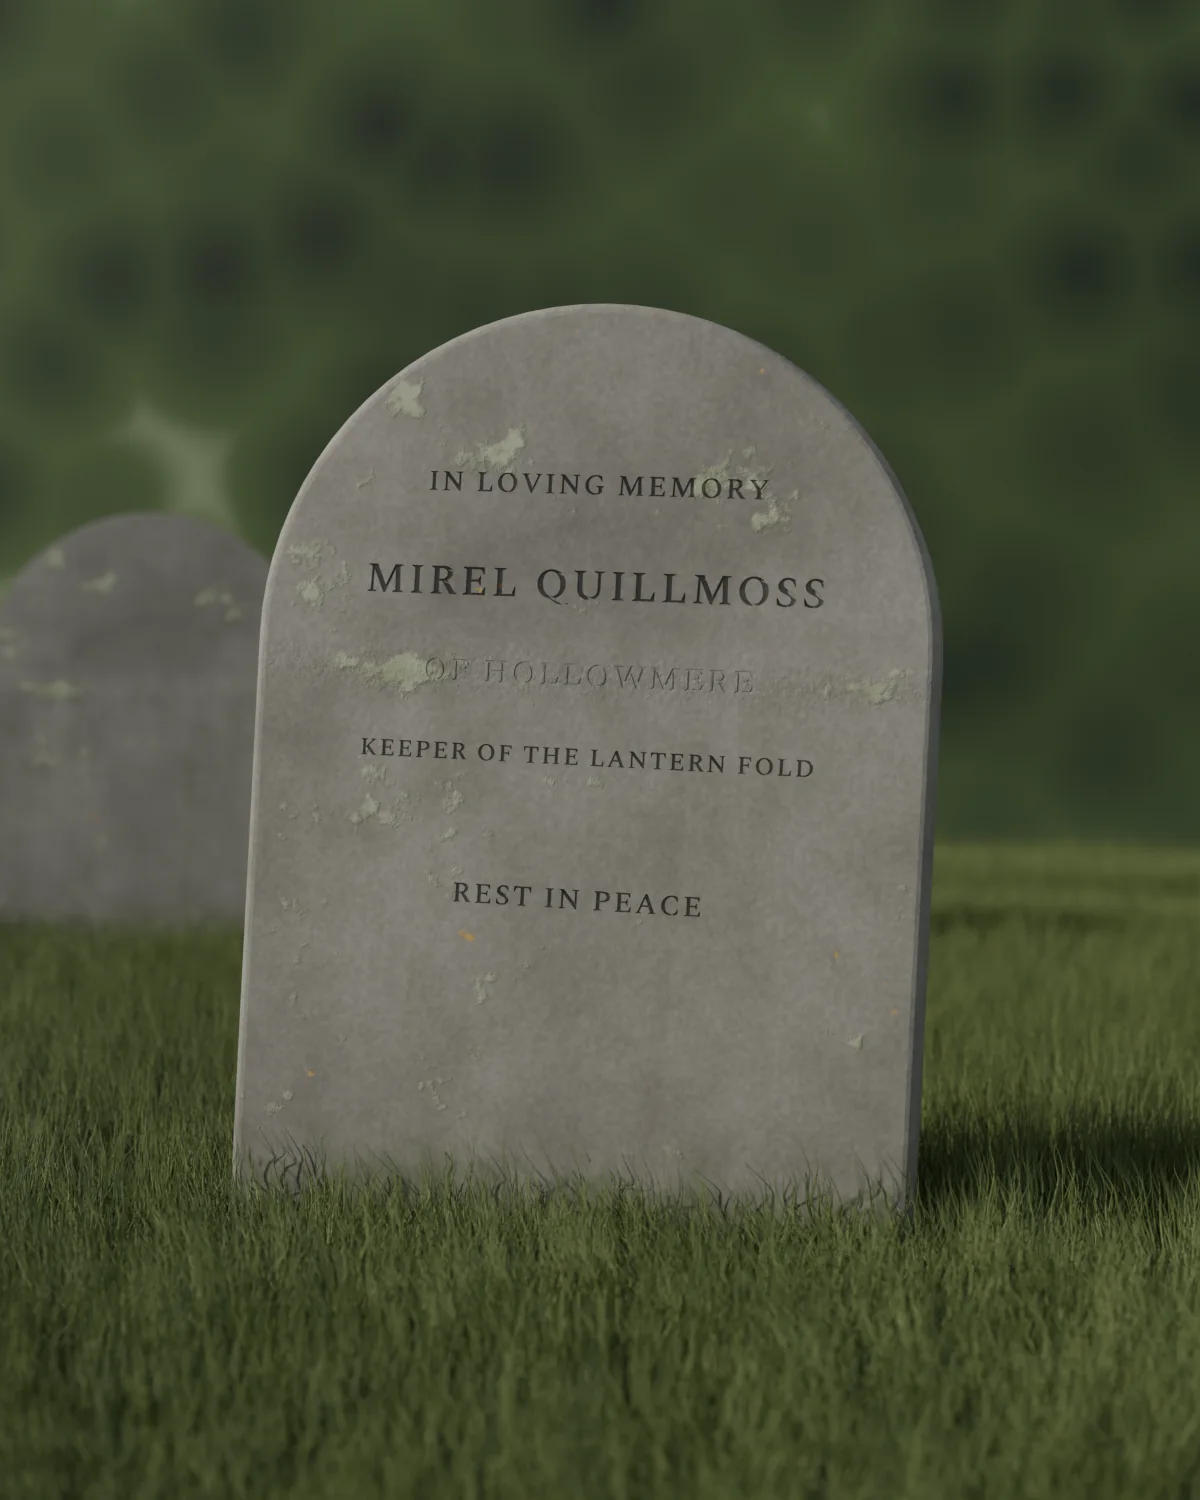 IN LOVING MEMORY
MIREL QUILLMOSS
OF HOLLOWMERE
KEEPER OF THE LANTERN FOLD
REST IN PEACE